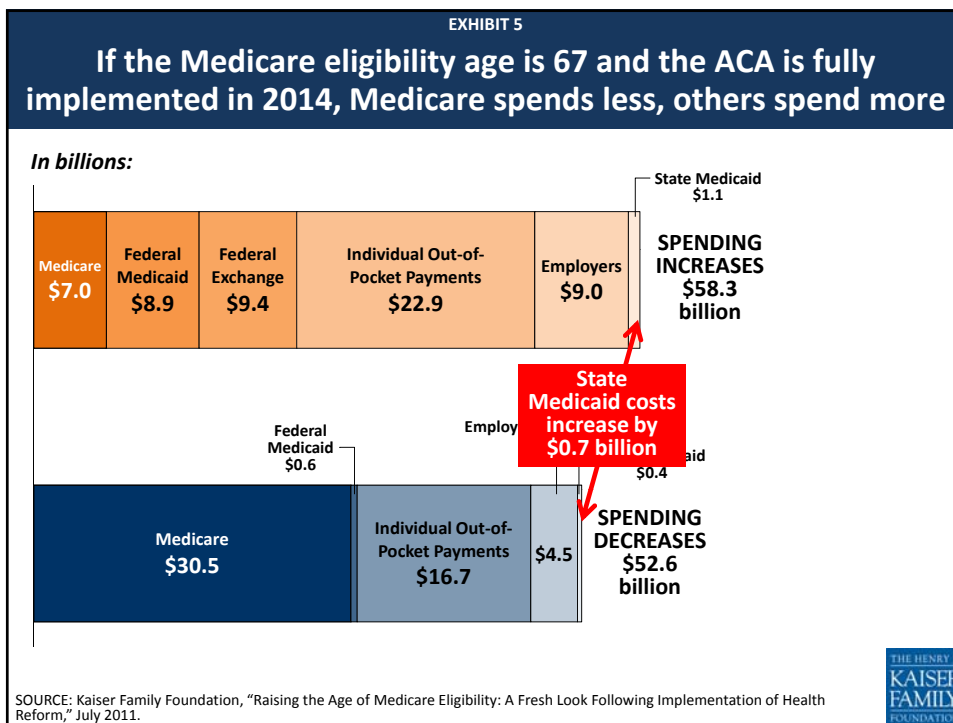 EXHIBIT 5
If the Medicare eligibility age is 67 and the ACA is fully
implemented in 2014, Medicare spends less, others spend more
In billions:
State Medicaid
$1.1
Medicare
$7.0
Federal
Medicaid
$8.9
Federal
Exchange
$9.4
Individual Out-of-
Pocket Payments
$22.9
Employers
$9.0
SPENDING
INCREASES
$58.3
billion
State
Medicaid costs
increase by
$0.7 billion
Federal
Medicaid
$0.6
$0.4
Medicare
$30.5
Individual Out-of-
Pocket Payments
$16.7
$4.5
SPENDING
DECREASES
$52.6
billion
SOURCE: Kaiser Family Foundation, “Raising the Age of Medicare Eligibility: A Fresh Look Following Implementation of Health
Reform,” July 2011.
THE HENRY
KAISER
FAMILY
FOUNDATION